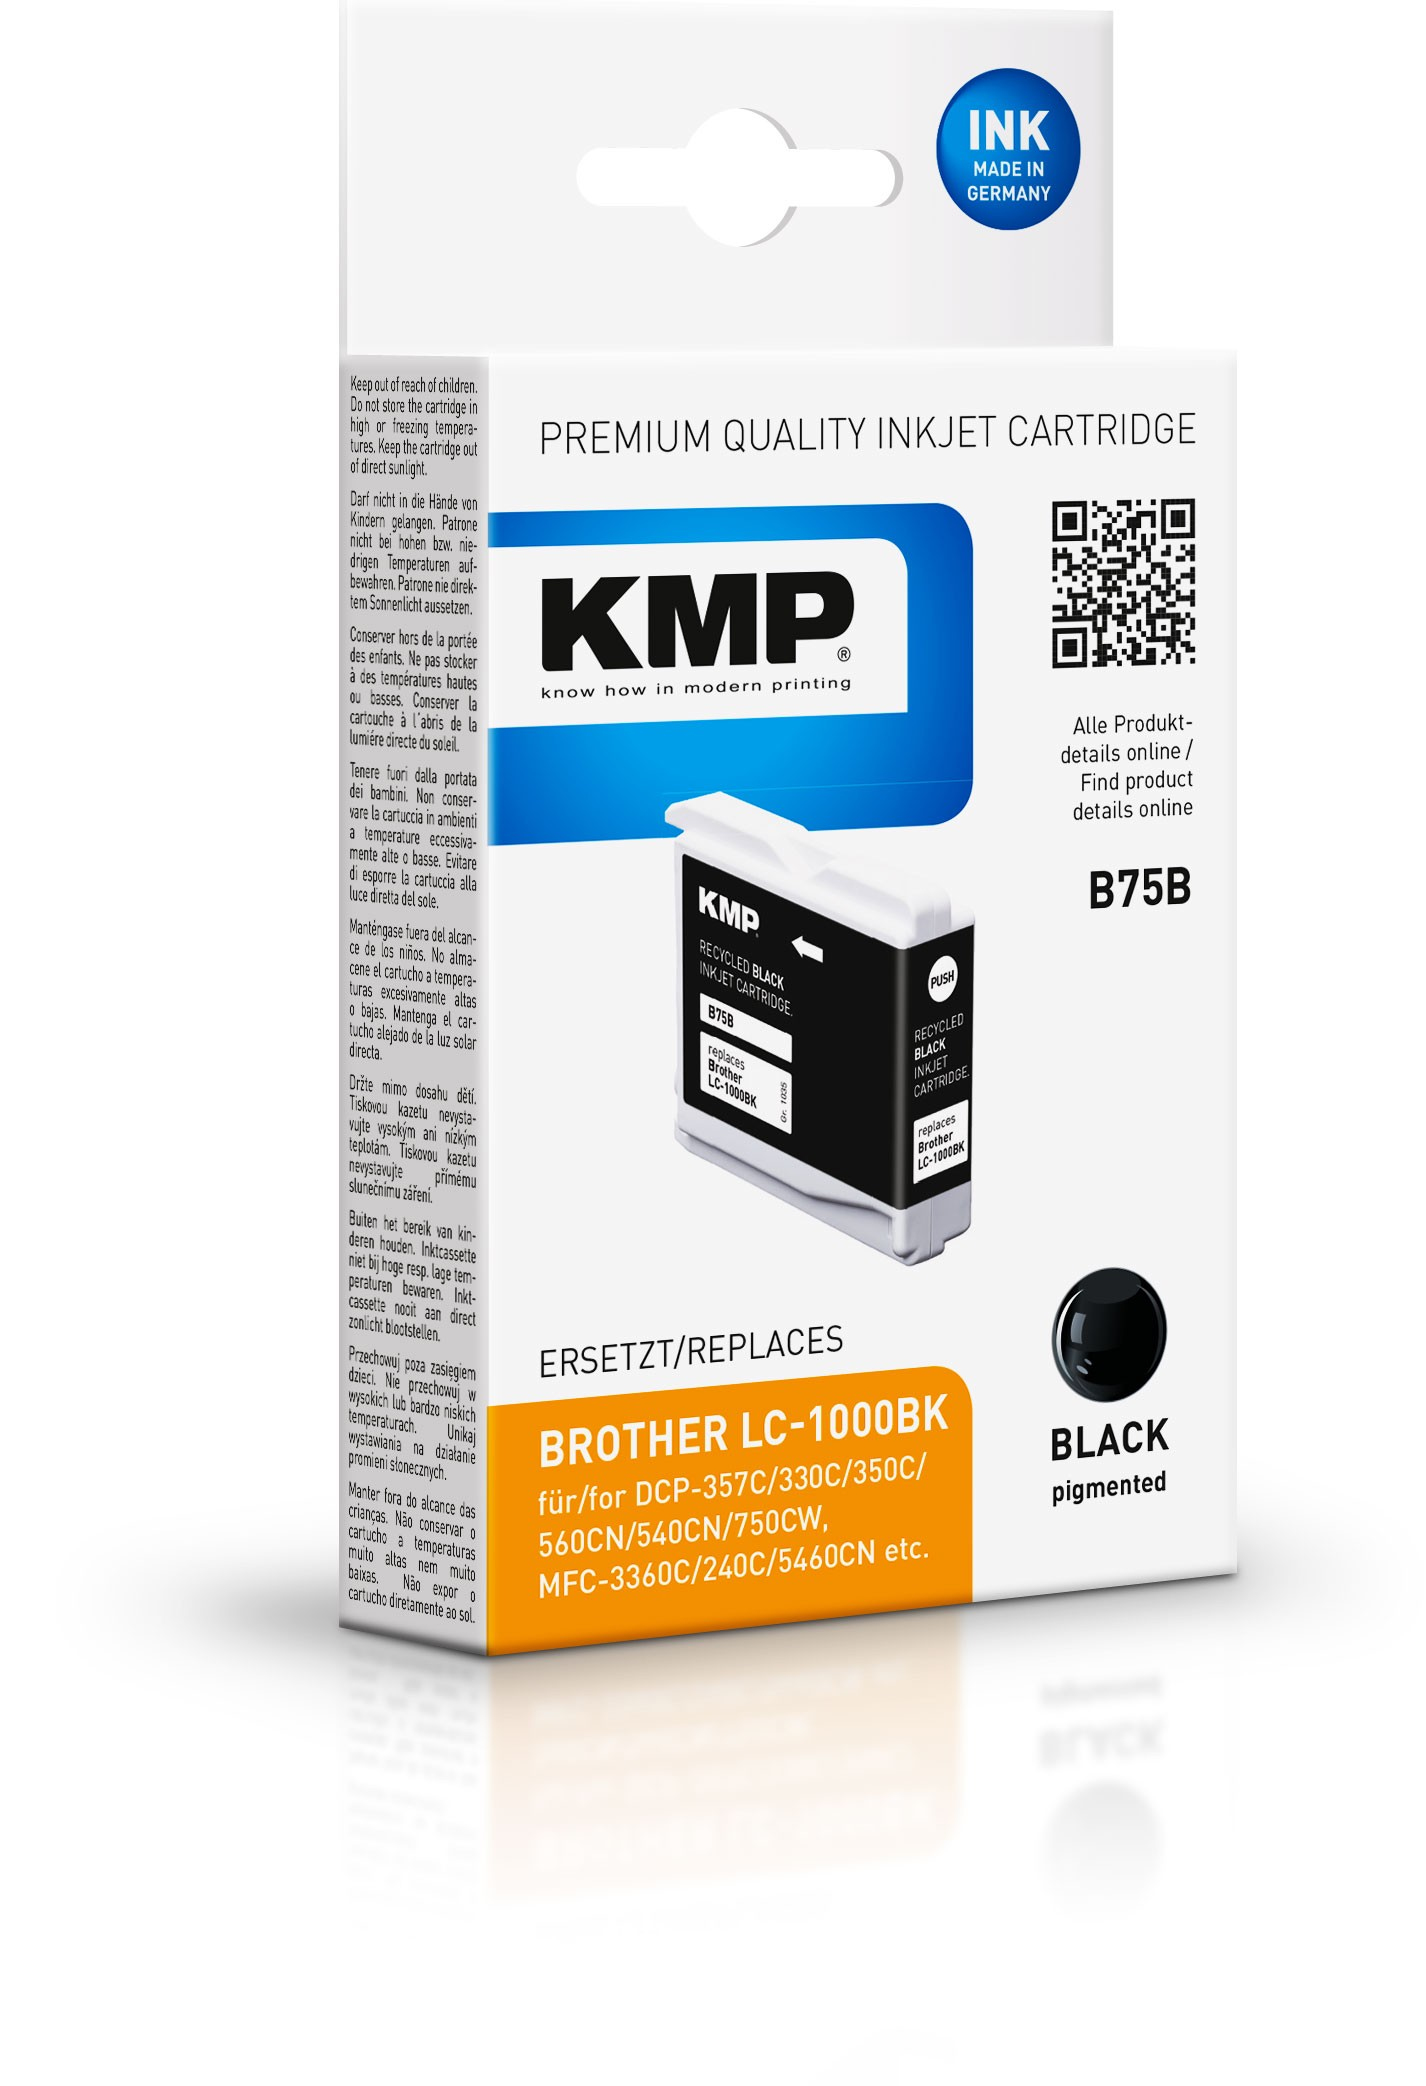 INK
MADE IN
GERMANY
PREMIUM QUALITY INKJET CARTRIDGE
KMP®
know how in modern printing
Alle Produkt-
details online /
Find product
details online
B75B
KMP
RECYCLED BLACK
INKJET CARTRIDGE.
B75B
replaces
Brother
LC-1000BK
Gr. 1035
PUSH
RECYCLED
BLACK
INKJET
CARTRIDGE.
replaces
Brother
LC-1000BK
ERSETZT/REPLACES
BROTHER LC-1000BK
für/for DCP-357C/330C/350C/
560CN/540CN/750CW,
MFC-3360C/240C/5460CN etc.
BLACK
pigmented
Keep out of reach of children.
Do not store the cartridge in
high or freezing tempera-
tures. Keep the cartridge out
of direct sunlight.
Darf nicht in die Hände von
Kindern gelangen. Patrone
nicht bei hohen bzw. nie-
drigen Temperaturen auf-
bewahren. Patrone nie direk-
tem Sonnenlicht aussetzen.
Conserver hors de la portée
des enfants. Ne pas stocker
à des températures hautes
ou basses. Conserver la
cartouche à l´abris de la
lumiére directe du soleil.
Tenere fuori dalla portata
dei bambini. Non conser-
vare la cartuccia in ambienti
a temperature eccessiva-
mente alte o basse. Evitare
di esporre la cartuccia alla
luce diretta del sole.
Manténgase fuera del alcan-
ce de los niños. No alma-
cene el cartucho a tempera-
turas excesivamente altas
o bajas. Mantenga el car-
tucho alejado de la luz solar
directa.
Držte mimo dosahu dětí.
Tiskovou kazetu nevysta-
vujte vysokým ani nízkým
teplotám. Tiskovou kazetu
nevystavujte přímému
slunečnímu záření.
Buiten het bereik van kin-
deren houden. Inktcassette
niet bij hoge resp. lage tem-
peraturen bewaren. Inkt-
cassette nooit aan direct
zonlicht blootstellen.
Przechowuj poza zasięgiem
dzieci. Nie przechowuj w
wysokich lub bardzo niskich
temperaturach. Unikaj
wystawiania na działanie
promieni słonecznych.
Manter fora do alcance das
crianças. Não conservar o
cartucho a temperaturas
muito altas nem muito
baixas. Não expor o
cartucho diretamente ao sol.